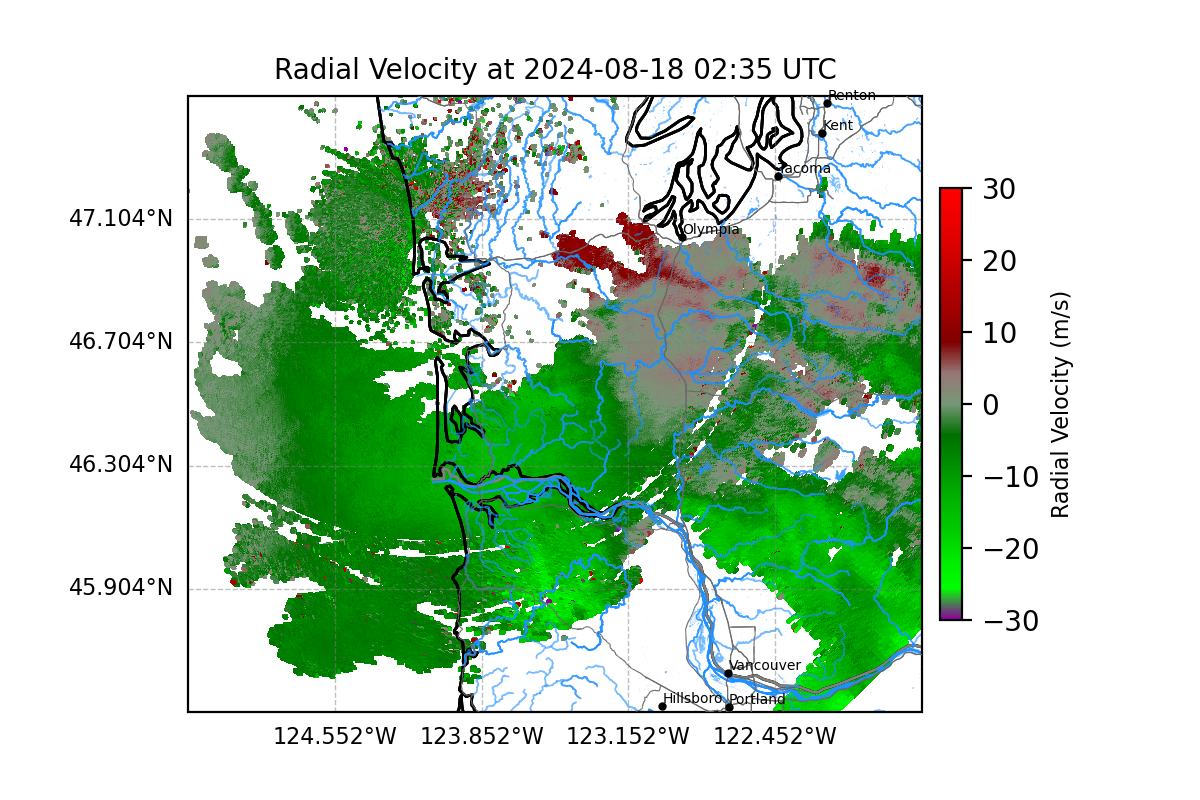 Radial Velocity at 2024-08-18 02:35 UTC
Renton
Kent
Tacoma
Olympia
Vancouver
Hillsboro
Portland
47.104°N
46.704°N
46.304°N
45.904°N
124.552°W
123.852°W
123.152°W
122.452°W
30
20
10
0
−10
−20
−30
Radial Velocity (m/s)